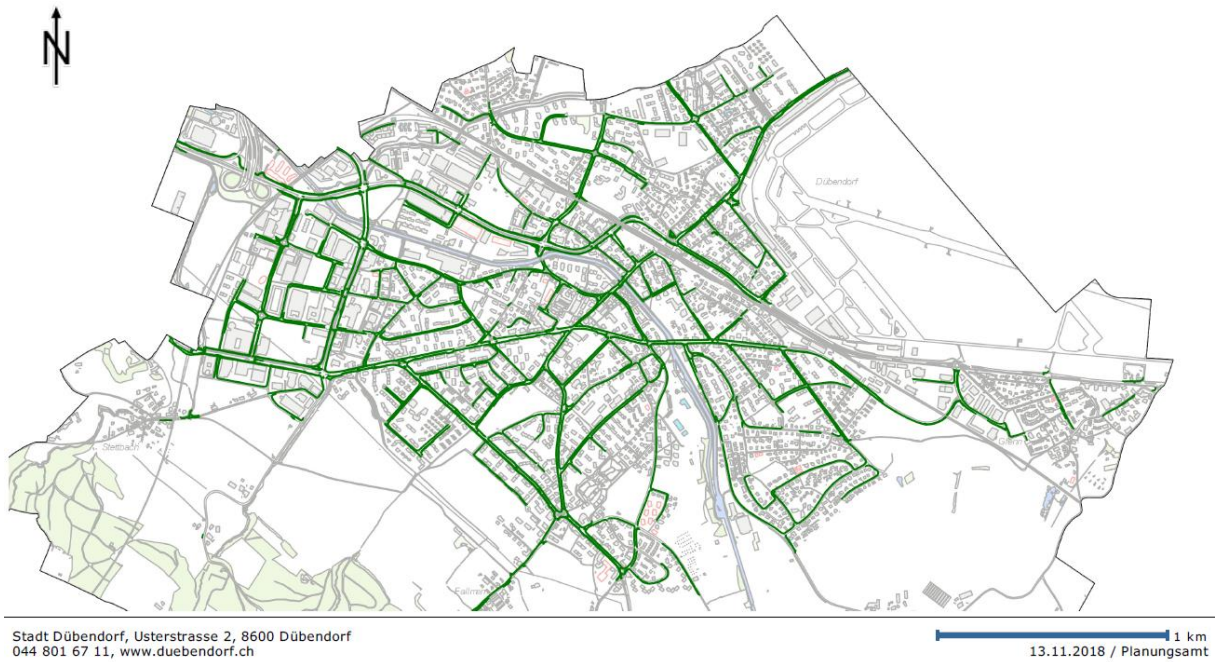 N
Dübendorf
Stettbach
Gfenn
Stadt Dübendorf, Usterstrasse 2, 8600 Dübendorf
044 801 67 11, www.duebendorf.ch
1 km
13.11.2018 / Planungsamt